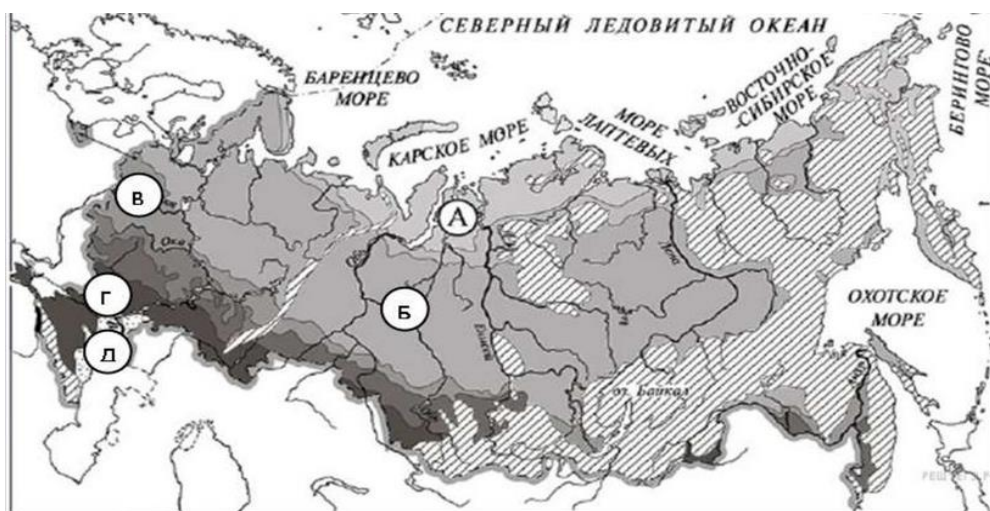 СЕВЕРНЫЙ ЛЕДОВИТЫЙ ОКЕАН
БАРЕНЦЕВО
МОРЕ
КАРСКОЕ МОРЕ
МОРЕ
ЛАПТЕВЫХ
ВОСТОЧНО-
СИБИРСКОЕ
МОРЕ
БЕРИНГОВО
МОРЕ
А
В
Ока
Г
Б
Д
Обь
Енисей
Лена
ОХОТСКОЕ
МОРЕ
Амур
оз. Байкал